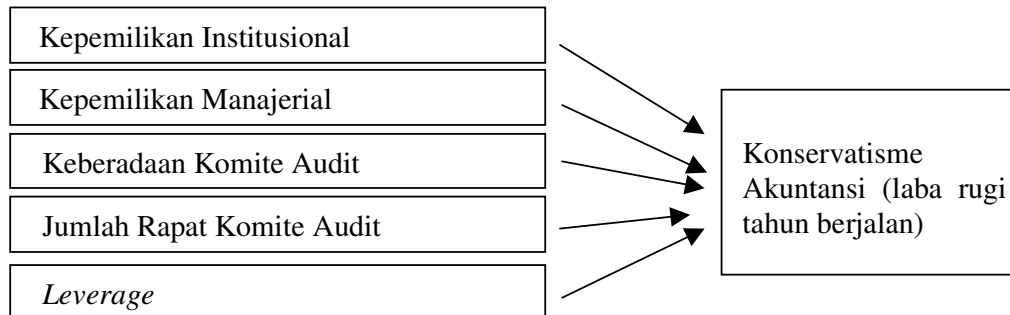 Kepemilikan Institusional
Kepemilikan Manajerial
Keberadaan Komite Audit
Jumlah Rapat Komite Audit
Leverage
Konservatisme
Akuntansi (laba rugi
tahun berjalan)